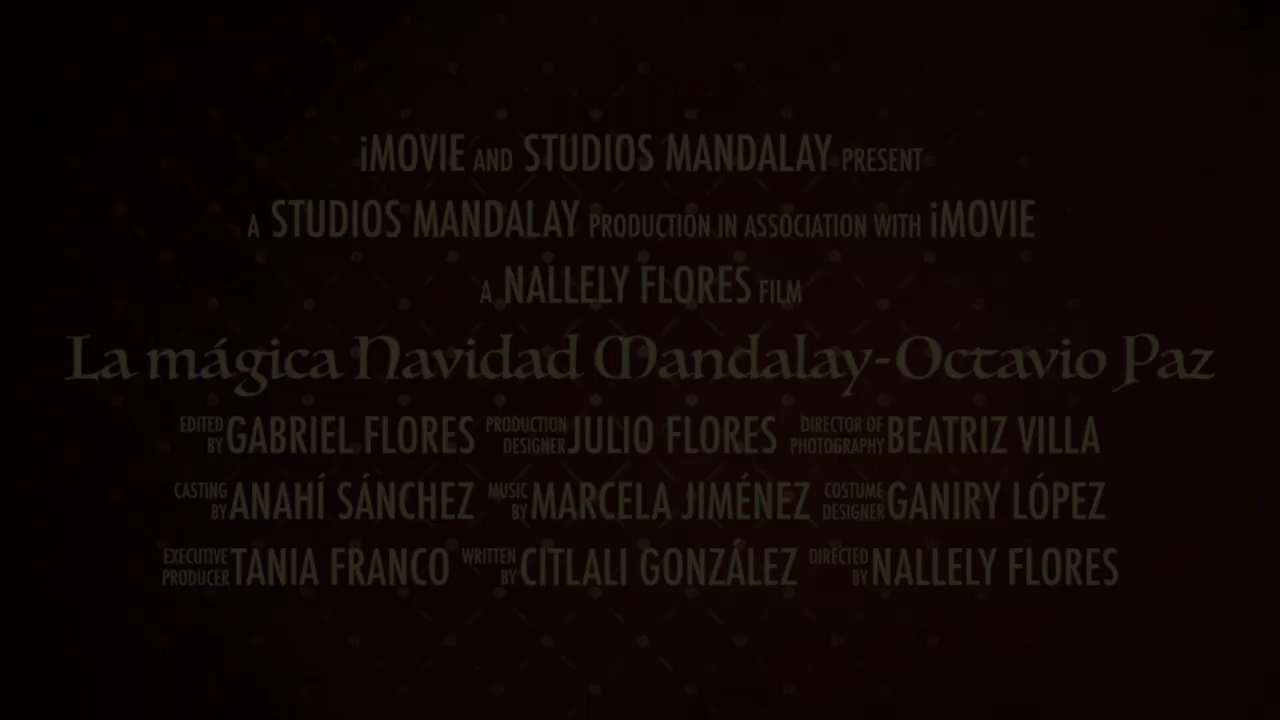 iMOVIE AND STUDIOS MANDALAY PRESENT
A STUDIOS MANDALAY PRODUCTION IN ASSOCIATION WITH iMOVIE
A NALLELY FLORES FILM
La mágica Navidad Mandalay-Octavio Paz
EDITED BY GABRIEL FLORES PRODUCTION DESIGNER JULIO FLORES DIRECTOR OF PHOTOGRAPHY BEATRIZ VILLA
CASTING BY ANAHÍ SÁNCHEZ MUSIC BY MARCELA JIMÉNEZ COSTUME DESIGNER GANIRY LÓPEZ
EXECUTIVE PRODUCER TANIA FRANCO WRITTEN BY CITLALI GONZÁLEZ DIRECTED BY NALLELY FLORES